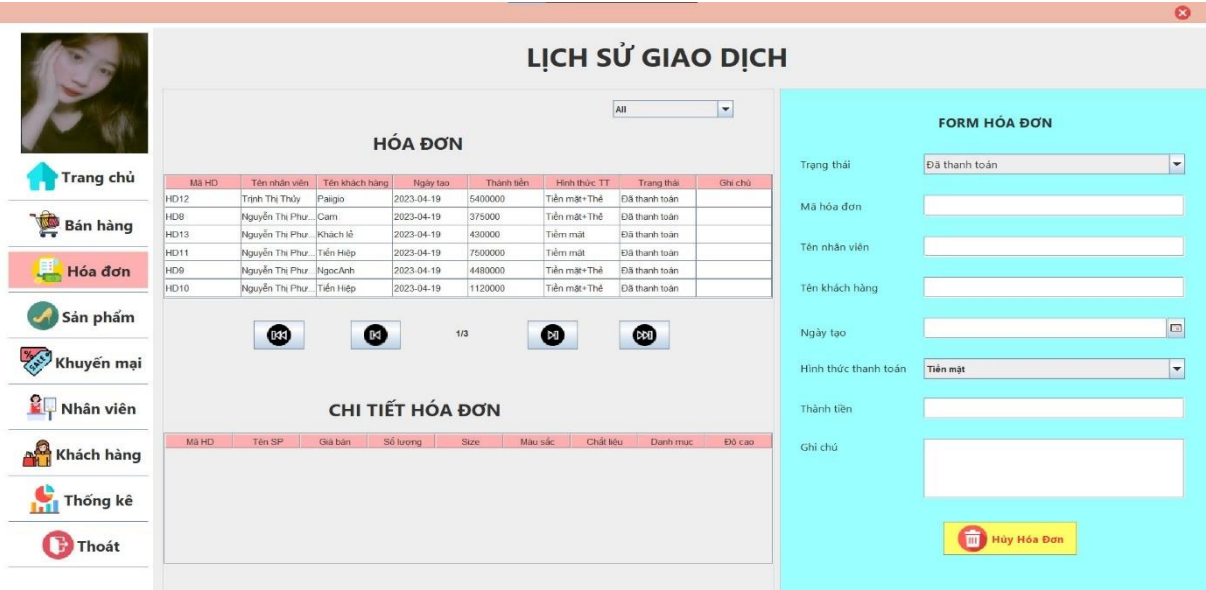 LỊCH SỬ GIAO DỊCH
Trang chủ
Bán hàng
Hóa đơn
Sản phẩm
Khuyến mại
Nhân viên
Khách hàng
Thống kê
Thoát
All
HÓA ĐƠN
Mã HD Tên nhân viên Tên khách hàng Ngày tạo Thành tiền Hình thức TT Trạng thái Ghi chú
HD12 Trịnh Thị Thủy Paiigio 2023-04-19 5400000 Tiền mặt+Thẻ Đã thanh toán
HD8 Nguyễn Thị Phư... Cam 2023-04-19 375000 Tiền mặt+Thẻ Đã thanh toán
HD13 Nguyễn Thị Phư... Khách lẻ 2023-04-19 430000 Tiền mặt Đã thanh toán
HD11 Nguyễn Thị Phư... Tiến Hiệp 2023-04-19 7500000 Tiền mặt Đã thanh toán
HD9 Nguyễn Thị Phư... NgocAnh 2023-04-19 4480000 Tiền mặt+Thẻ Đã thanh toán
HD10 Nguyễn Thị Phư... Tiến Hiệp 2023-04-19 1120000 Tiền mặt+Thẻ Đã thanh toán
1/3
CHI TIẾT HÓA ĐƠN
Mã HD Tên SP Giá bán Số lượng Size Màu sắc Chất liệu Danh mục Độ cao
FORM HÓA ĐƠN
Trạng thái Đã thanh toán
Mã hóa đơn
Tên nhân viên
Tên khách hàng
Ngày tạo
Hình thức thanh toán Tiền mặt
Thành tiền
Ghi chú
Hủy Hóa Đơn